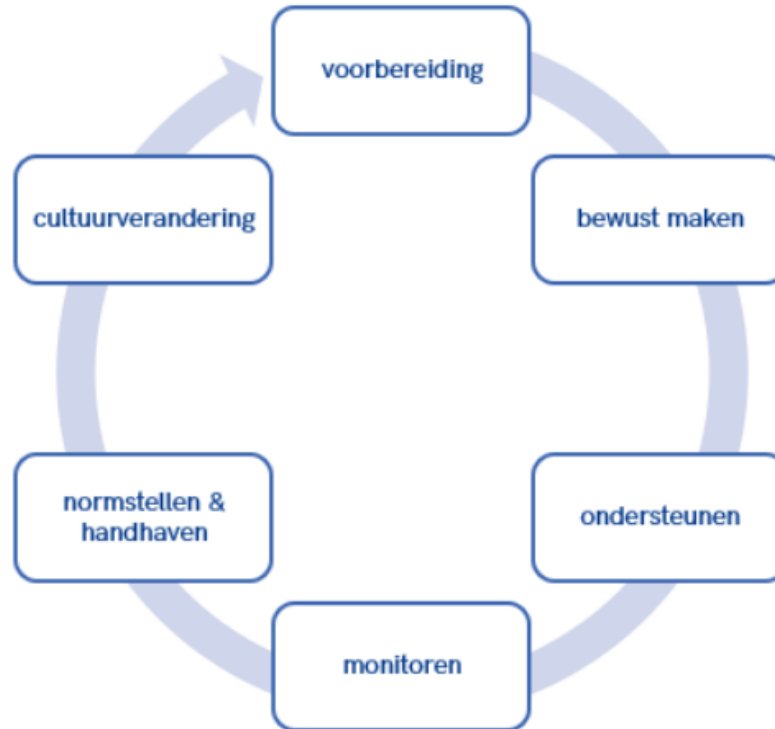 voorbereiding
bewust maken
ondersteunen
monitoren
normstellen &
handhaven
cultuurverandering